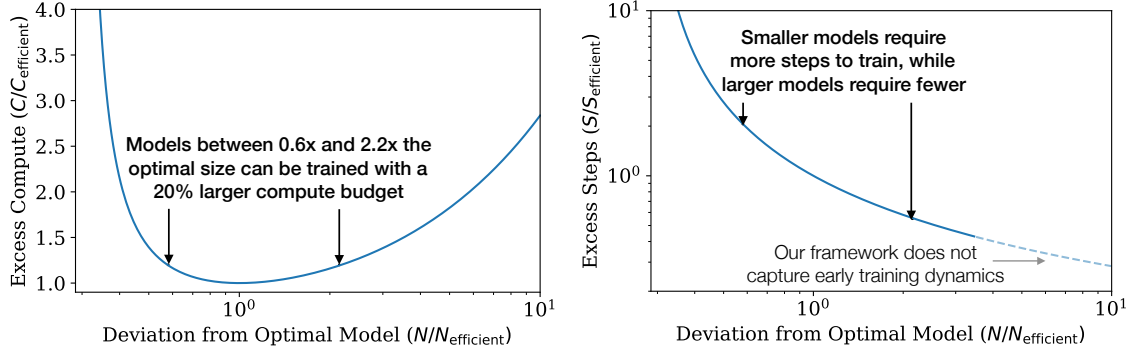 4.0
3.5
3.0
2.5
2.0
1.5
1.0
Excess Compute (C/C_efficient)
Models between 0.6x and 2.2x the
optimal size can be trained with a
20% larger compute budget
10^0
10^1
Deviation from Optimal Model (N/N_efficient)
10^1
10^0
Excess Steps (S/S_efficient)
Smaller models require
more steps to train, while
larger models require fewer
Our framework does not
capture early training dynamics
10^0
10^1
Deviation from Optimal Model (N/N_efficient)